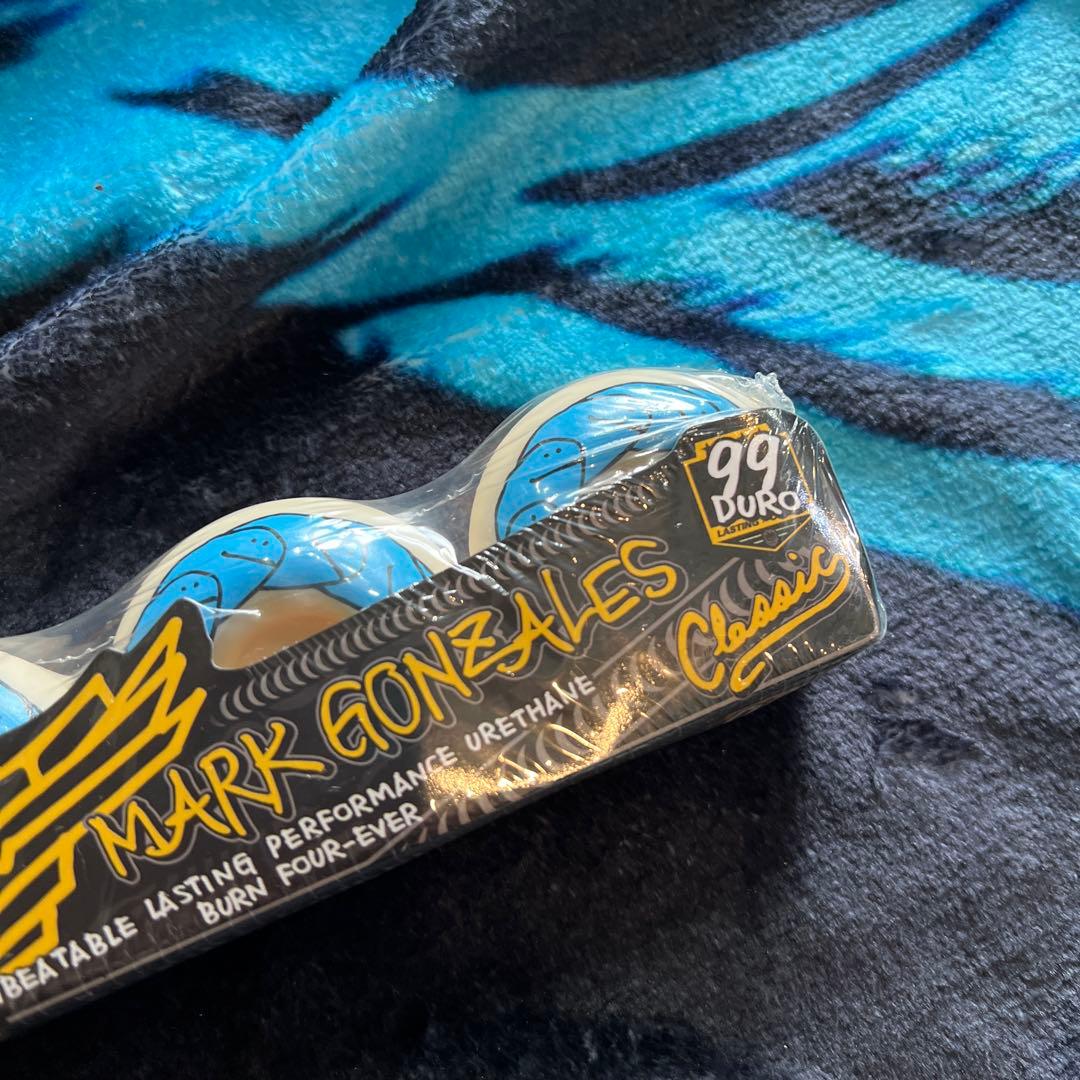 99
DURO
LASTING
Classic
MARK GONZALES
BEATABLE LASTING PERFORMANCE URETHANE
BURN FOUR-EVER